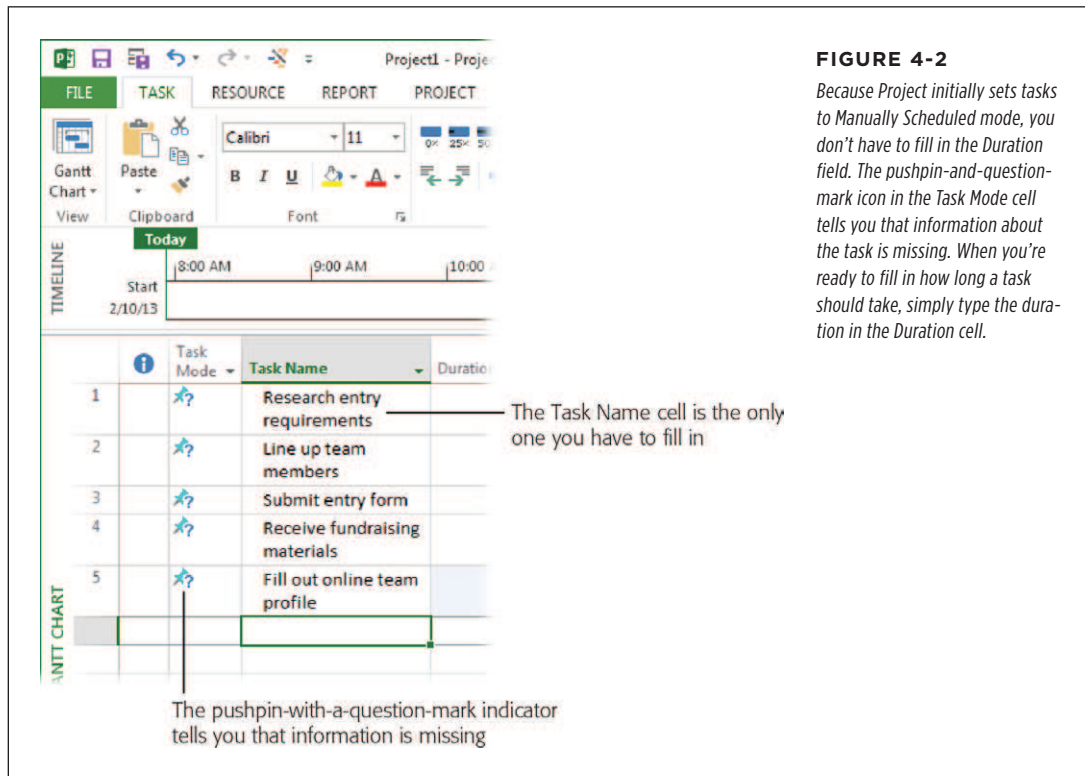 Project1 - Proje
FILE TASK RESOURCE REPORT PROJECT
Calibri 11
0% 25% 50
Gantt
Chart
Paste
B I U A
View Clipboard Font
TIMELINE
Today
8:00 AM 9:00 AM 10:00
Start
2/10/13
Task
Mode Task Name Duratio
1 Research entry
requirements
2 Line up team
members
3 Submit entry form
4 Receive fundraising
materials
5 Fill out online team
profile
ANTT CHART
The Task Name cell is the only
one you have to fill in
The pushpin-with-a-question-mark indicator
tells you that information is missing
FIGURE 4-2
Because Project initially sets tasks
to Manually Scheduled mode, you
don't have to fill in the Duration
field. The pushpin-and-question-
mark icon in the Task Mode cell
tells you that information about
the task is missing. When you're
ready to fill in how long a task
should take, simply type the dura-
tion in the Duration cell.